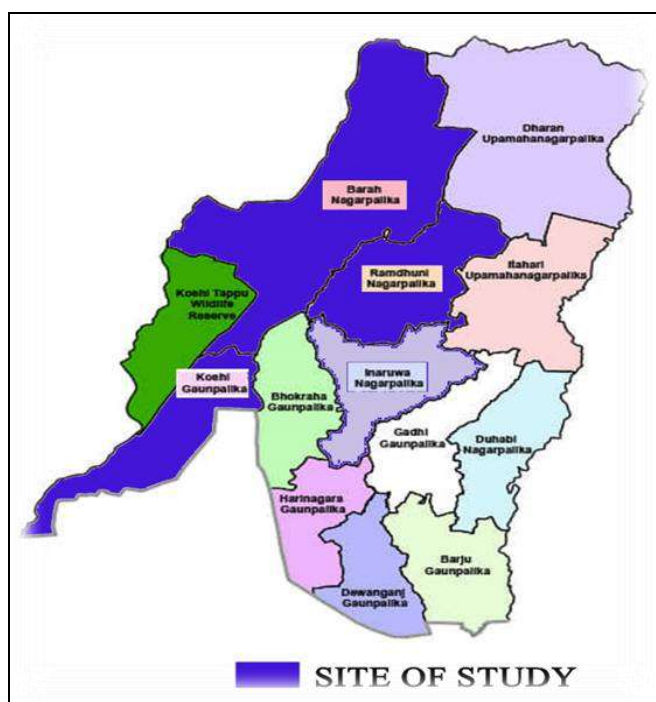 Dharan
Upamahanagarpalika
Barah
Nagarpalika
Itahari
Upamahanagarpalika
Ramdhuni
Nagarpalika
Koshi Tappu
Wildlife
Reserve
Koshi
Gaunpalika
Inaruwa
Nagarpalika
Bhokraha
Gaunpalika
Gadhi
Gaunpalika
Duhabi
Nagarpalika
Harinagara
Gaunpalika
Barju
Gaunpalika
Dewanganj
Gaunpalika
SITE OF STUDY